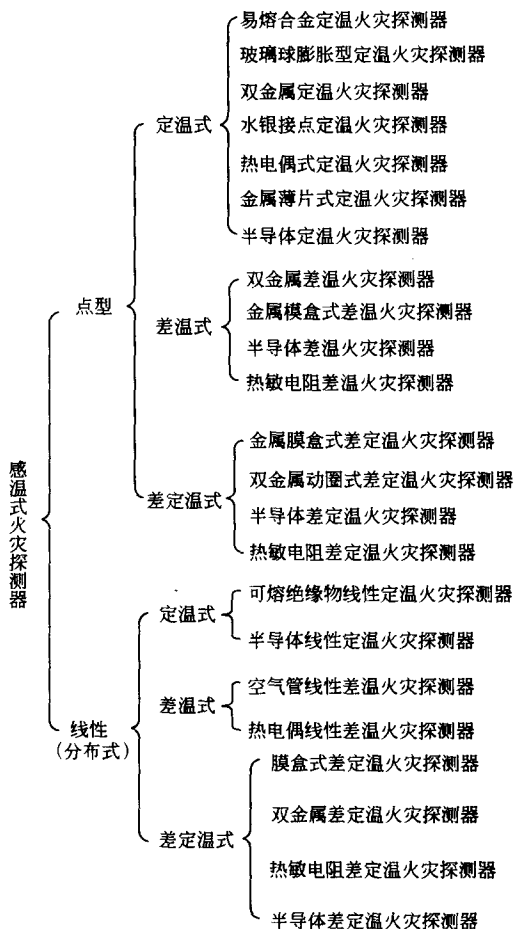 感温式火灾探测器
点型
定温式
易熔合金定温火灾探测器
玻璃球膨胀型定温火灾探测器
双金属定温火灾探测器
水银接点定温火灾探测器
热电偶式定温火灾探测器
金属薄片式定温火灾探测器
半导体定温火灾探测器
差温式
双金属差温火灾探测器
金属模盒式差温火灾探测器
半导体差温火灾探测器
热敏电阻差温火灾探测器
差定温式
金属膜盒式差定温火灾探测器
双金属动圈式差定温火灾探测器
半导体差定温火灾探测器
热敏电阻差定温火灾探测器
线性
(分布式)
定温式
可熔绝缘物线性定温火灾探测器
半导体线性定温火灾探测器
差温式
空气管线性差温火灾探测器
热电偶线性差温火灾探测器
差定温式
膜盒式差定温火灾探测器
双金属差定温火灾探测器
热敏电阻差定温火灾探测器
半导体差定温火灾探测器